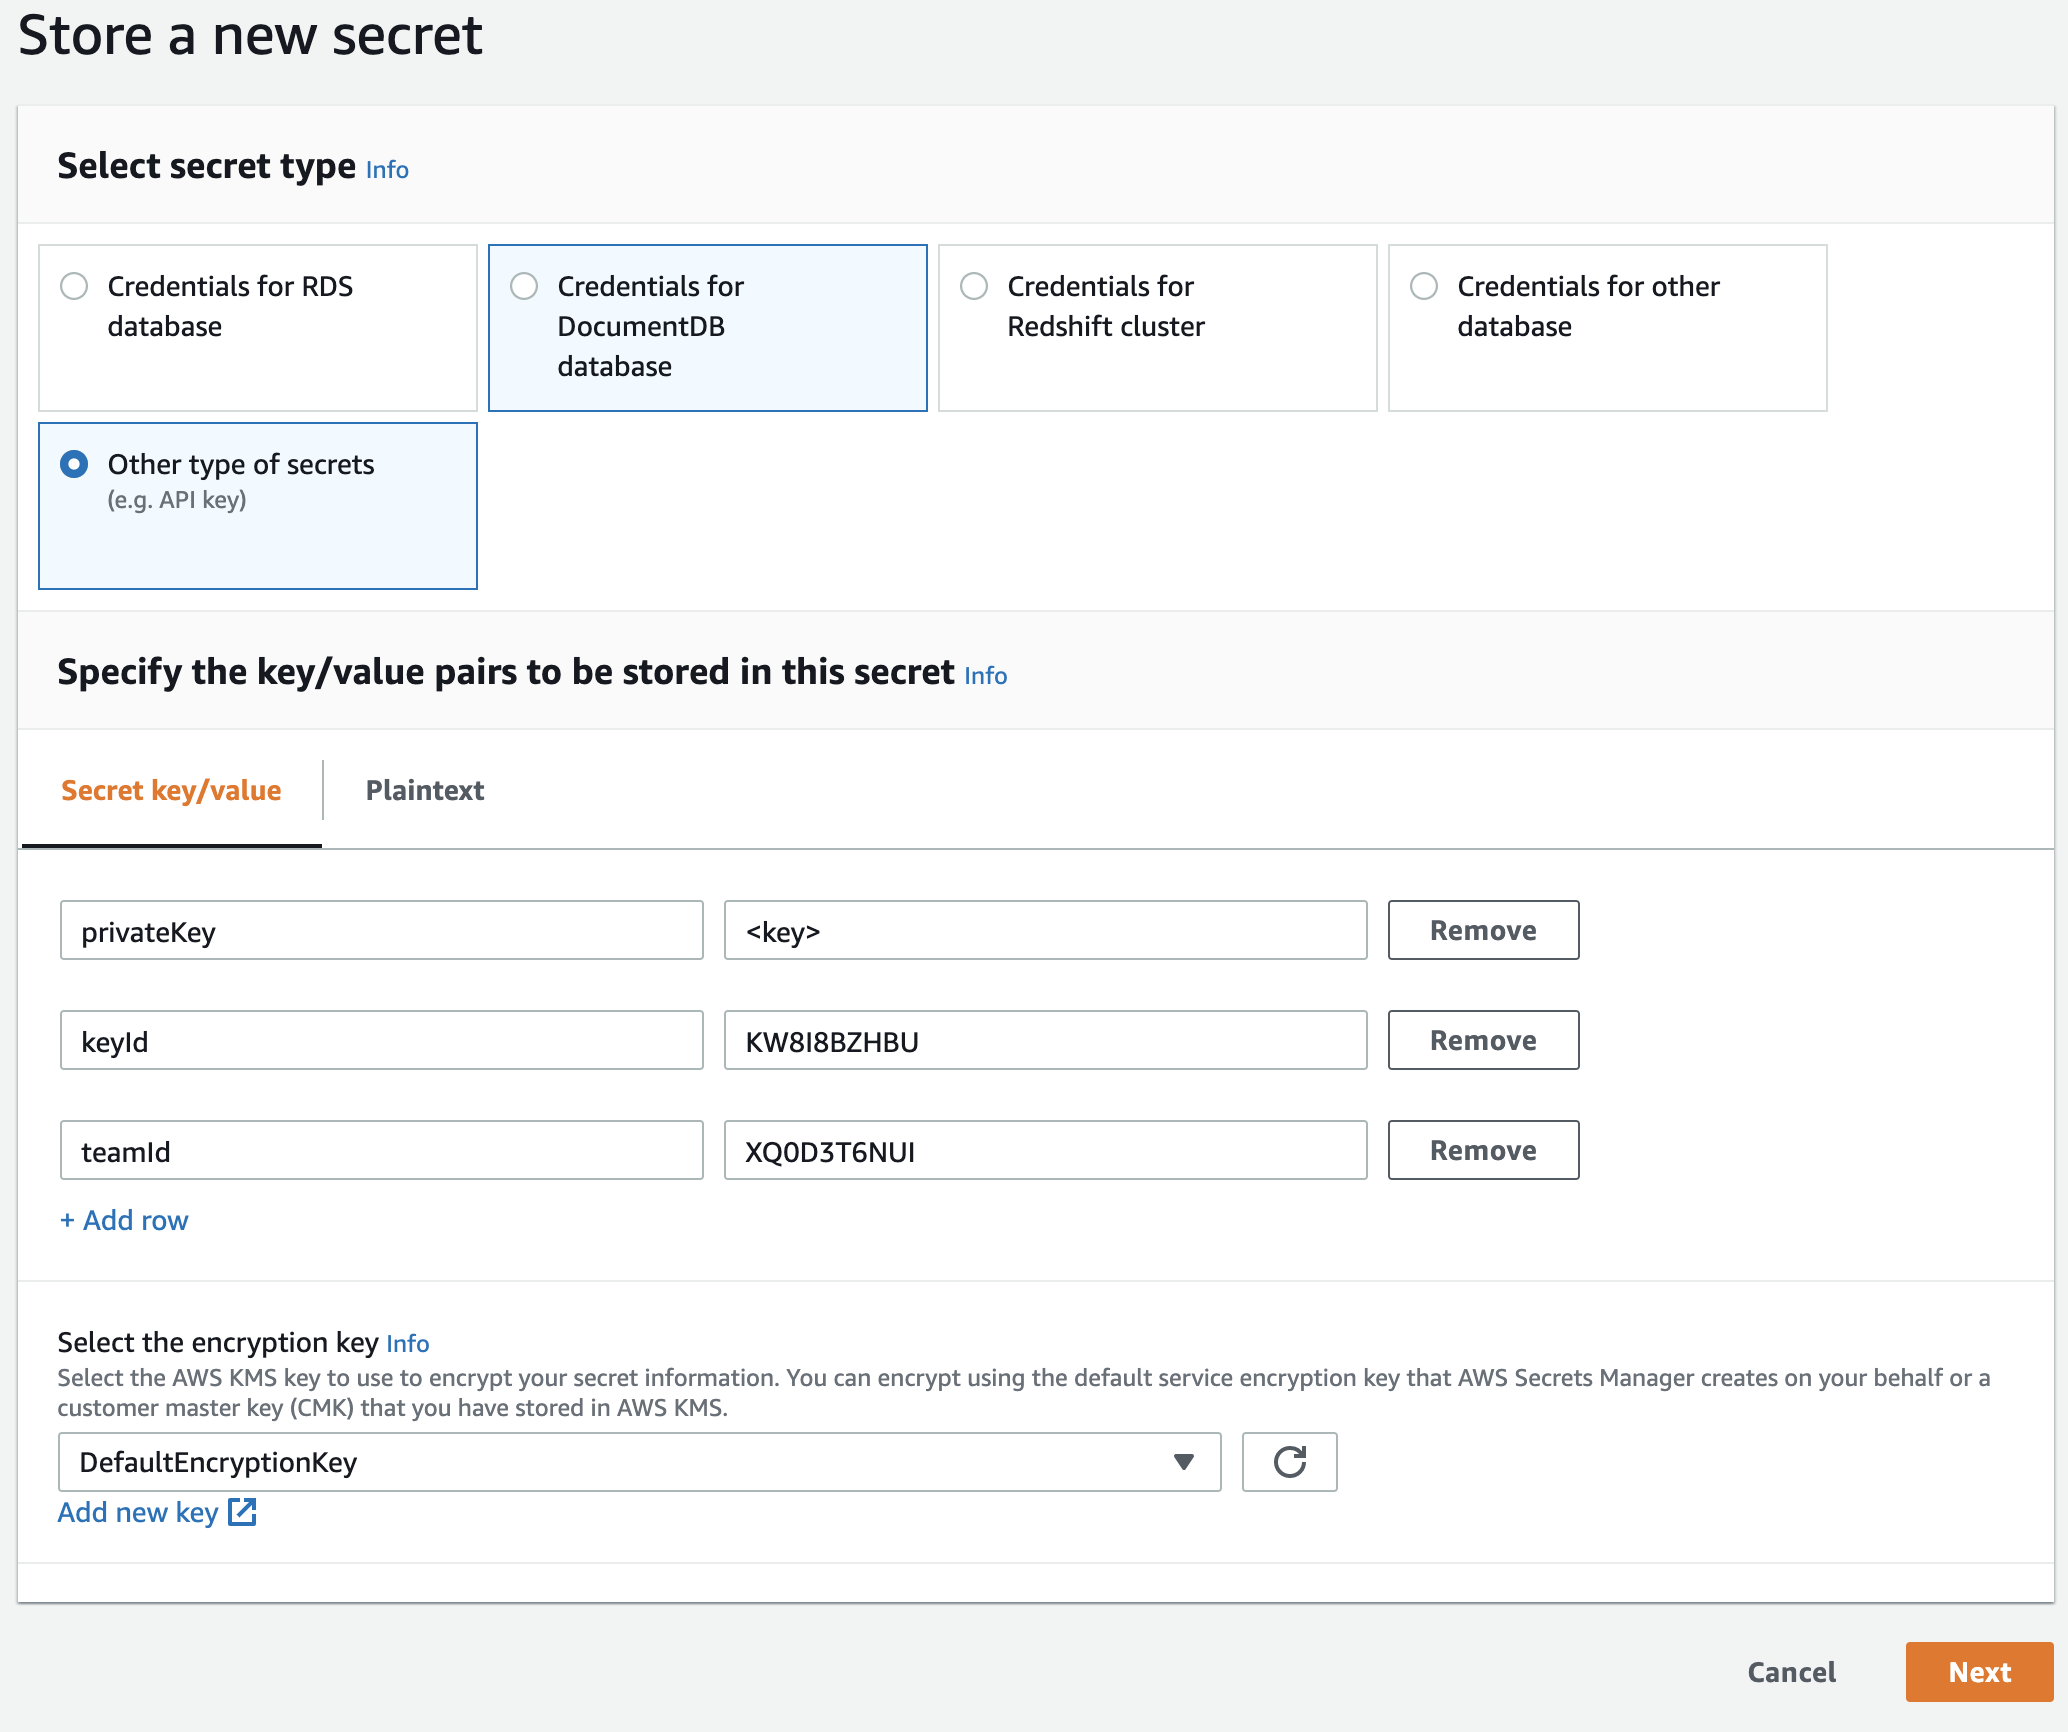 Store a new secret
Select secret type Info
Credentials for RDS
database
Credentials for
DocumentDB
database
Credentials for
Redshift cluster
Credentials for other
database
Other type of secrets
(e.g. API key)
Specify the key/value pairs to be stored in this secret Info
Secret key/value
Plaintext
privateKey
<key>
Remove
keyId
KW8I8BZHBU
Remove
teamId
XQ0D3T6NUI
Remove
+ Add row
Select the encryption key Info
Select the AWS KMS key to use to encrypt your secret information. You can encrypt using the default service encryption key that AWS Secrets Manager creates on your behalf or a
customer master key (CMK) that you have stored in AWS KMS.
DefaultEncryptionKey
Add new key
Cancel
Next